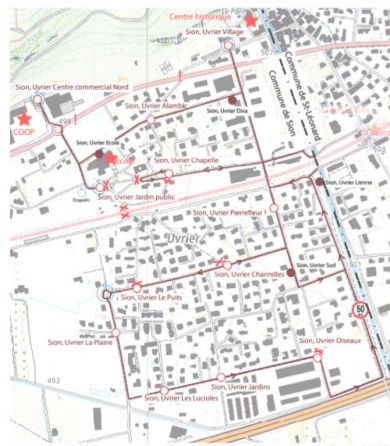 Centre historique
Sion, Uvrier Village
Commune de St-Léonard
Commune de Sion
Sion, Uvrier Centre commercial Nord
Sion, Uvrier Alambic
Sion, Uvrier Diva
COOP
498
Sion, Uvrier Ecole
Ecole
Sion, Uvrier Chapelle
Sion, Uvrier Jardin public
Sion, Uvrier Lienne
Sion, Uvrier Pierrefleur
Uvrier
Sion, Uvrier Sud
Sion, Uvrier Charmilles
Sion, Uvrier Le Puits
50
Sion, Uvrier La Plaine
Sion, Uvrier Oiseaux
493
Sion, Uvrier Jardins
Sion, Uvrier Les Lucioles